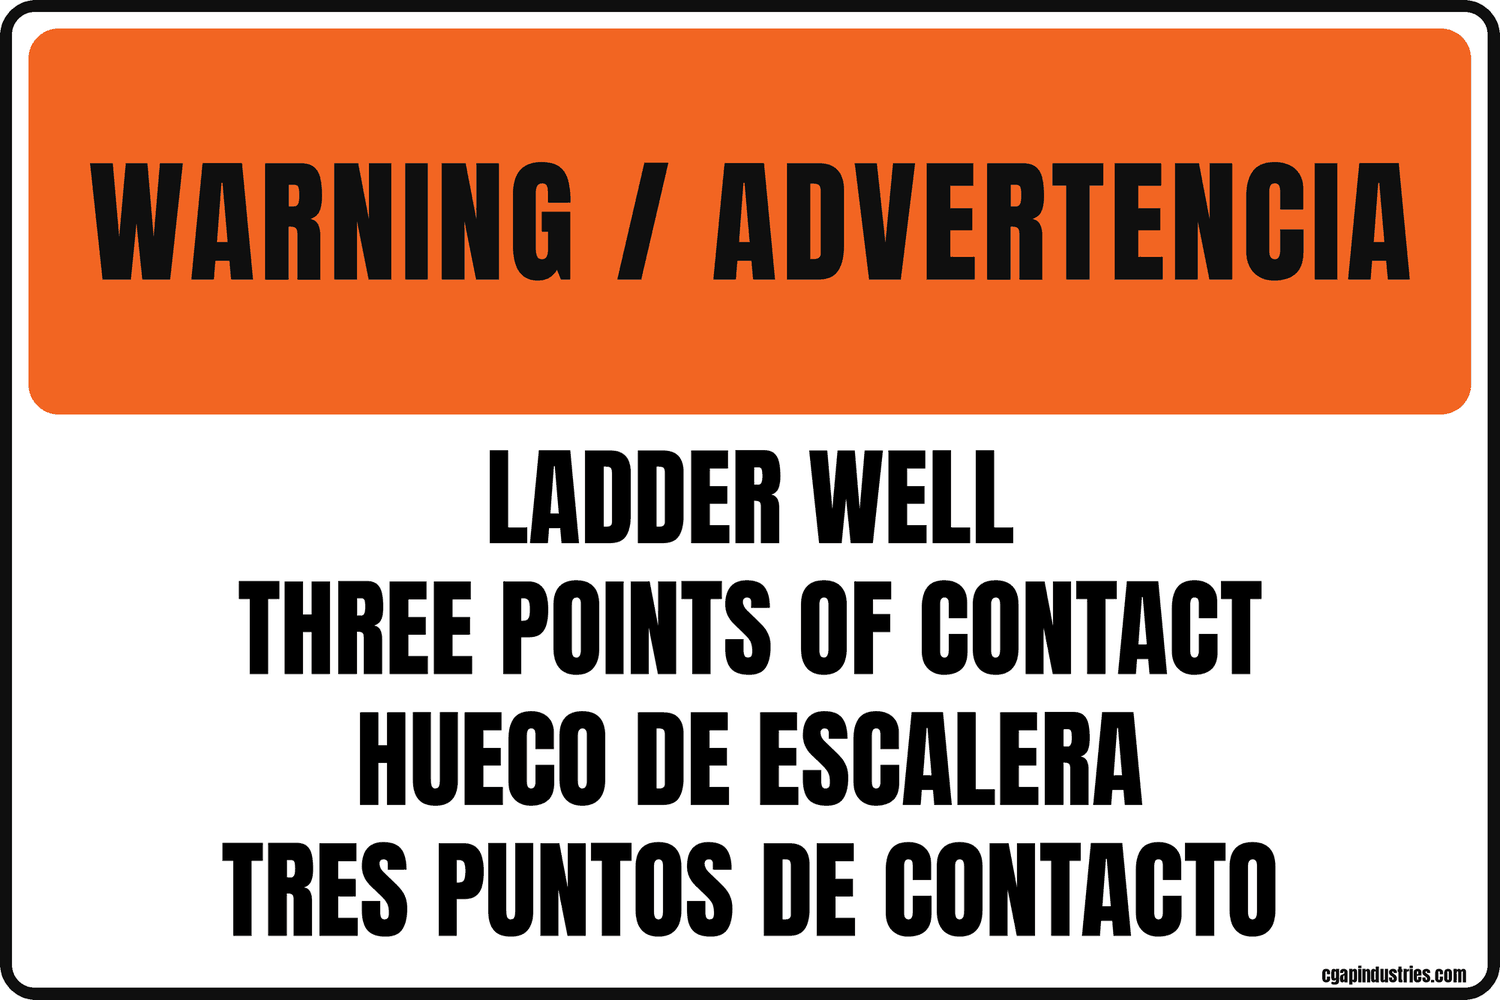 WARNING / ADVERTENCIA
LADDER WELL
THREE POINTS OF CONTACT
HUECO DE ESCALERA
TRES PUNTOS DE CONTACTO
cgapindustries.com